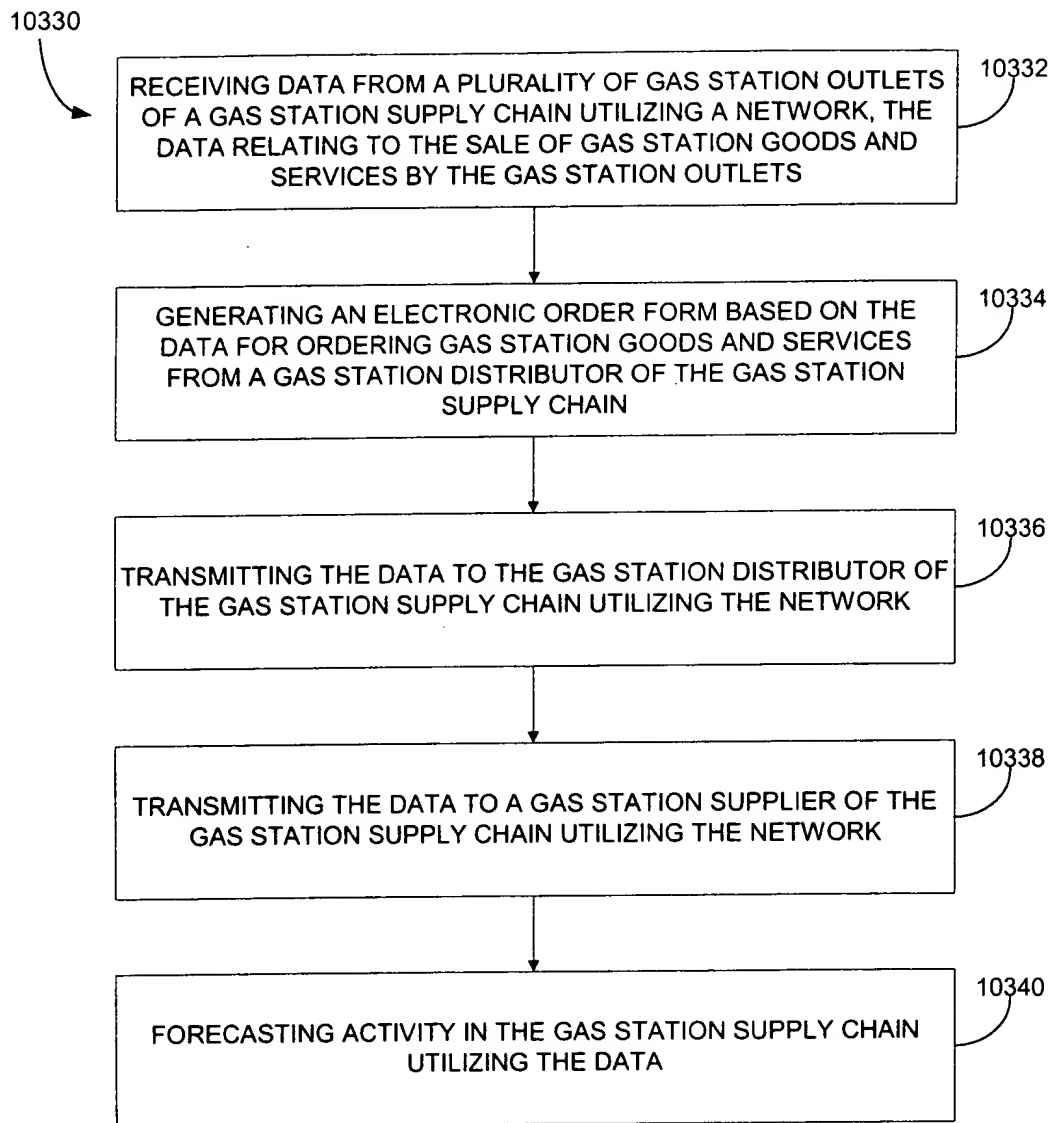 10330
10332
RECEIVING DATA FROM A PLURALITY OF GAS STATION OUTLETS
OF A GAS STATION SUPPLY CHAIN UTILIZING A NETWORK, THE
DATA RELATING TO THE SALE OF GAS STATION GOODS AND
SERVICES BY THE GAS STATION OUTLETS
10334
GENERATING AN ELECTRONIC ORDER FORM BASED ON THE
DATA FOR ORDERING GAS STATION GOODS AND SERVICES
FROM A GAS STATION DISTRIBUTOR OF THE GAS STATION
SUPPLY CHAIN
10336
TRANSMITTING THE DATA TO THE GAS STATION DISTRIBUTOR OF
THE GAS STATION SUPPLY CHAIN UTILIZING THE NETWORK
10338
TRANSMITTING THE DATA TO A GAS STATION SUPPLIER OF THE
GAS STATION SUPPLY CHAIN UTILIZING THE NETWORK
10340
FORECASTING ACTIVITY IN THE GAS STATION SUPPLY CHAIN
UTILIZING THE DATA